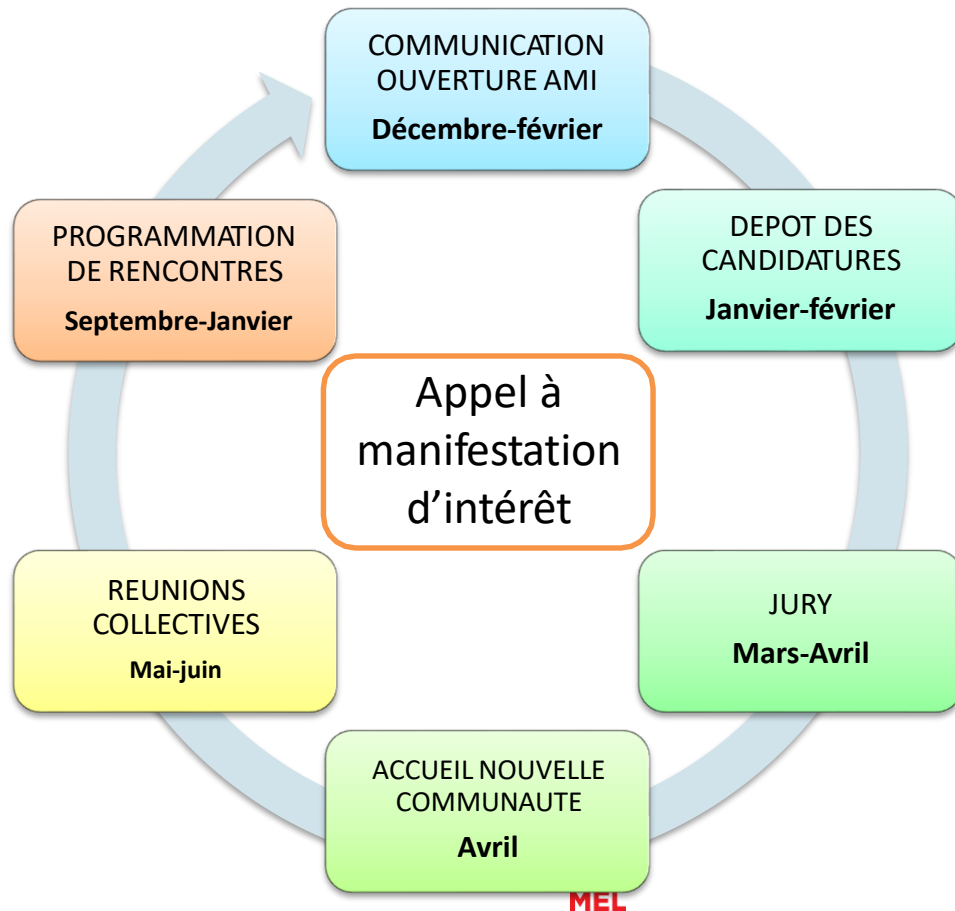 COMMUNICATION
OUVERTURE AMI
Décembre-février
DEPOT DES
CANDIDATURES
Janvier-février
JURY
Mars-Avril
ACCUEIL NOUVELLE
COMMUNAUTE
Avril
REUNIONS
COLLECTIVES
Mai-juin
PROGRAMMATION
DE RENCONTRES
Septembre-Janvier
Appel à
manifestation
d’intérêt
MEL